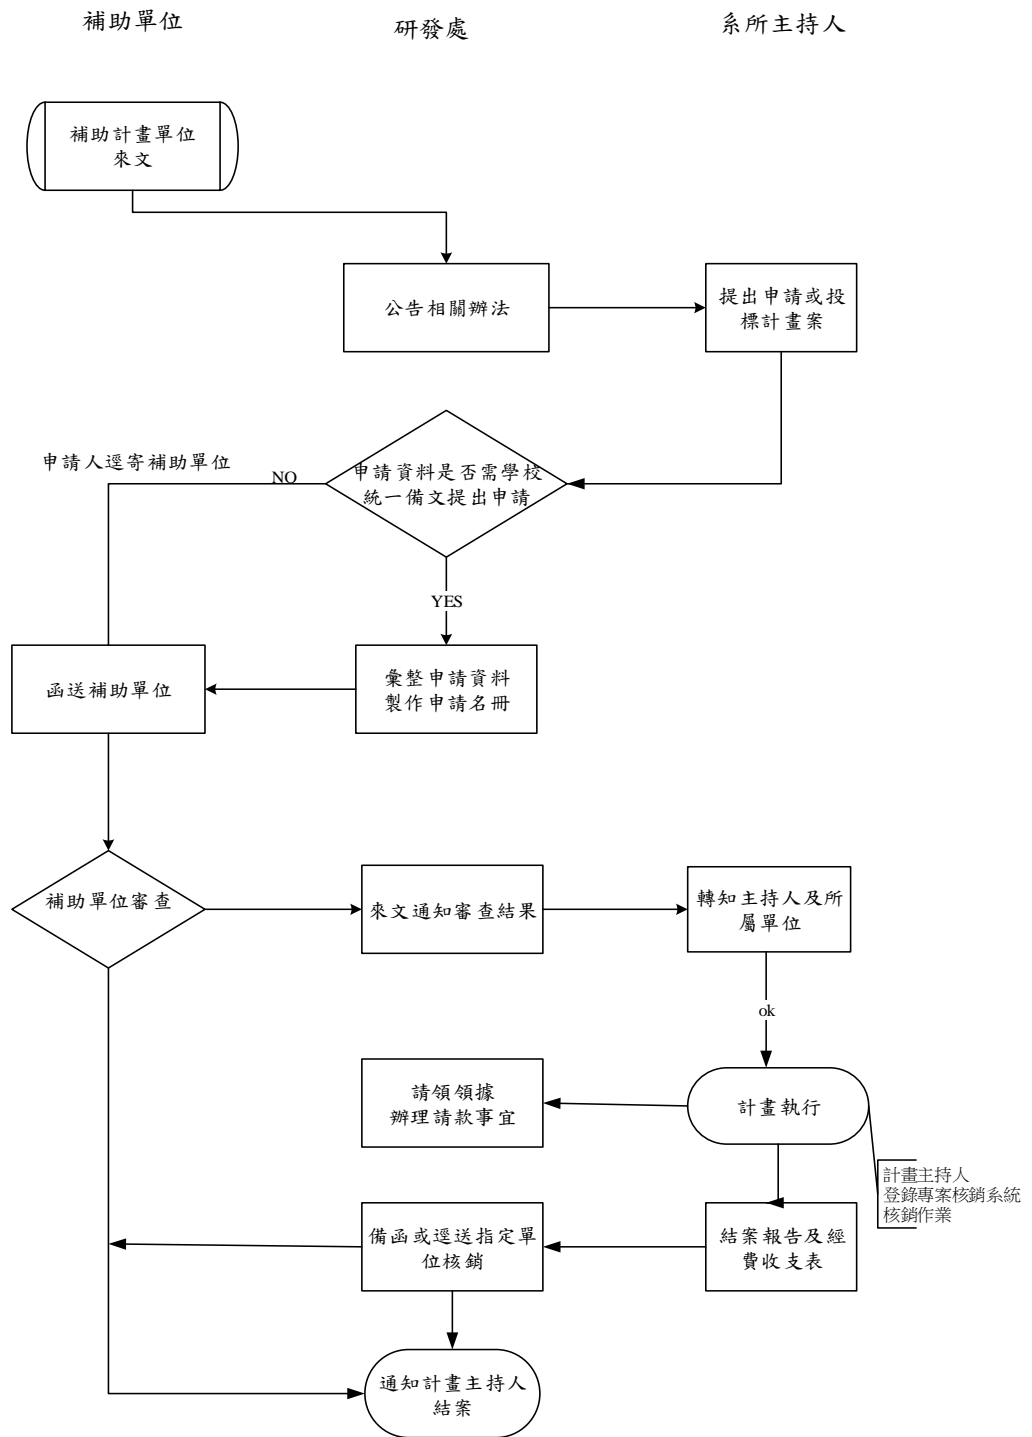 補助單位
研發處
系所主持人
補助計畫單位
來文
公告相關辦法
提出申請或投
標計畫案
申請人逕寄補助單位
NO
申請資料是否需學校
統一備文提出申請
YES
函送補助單位
彙整申請資料
製作申請名冊
補助單位審查
來文通知審查結果
轉知主持人及所
屬單位
ok
請領領據
辦理請款事宜
計畫執行
計畫主持人
登錄專案核銷系統
核銷作業
備函或逕送指定單
位核銷
結案報告及經
費收支表
通知計畫主持人
結案